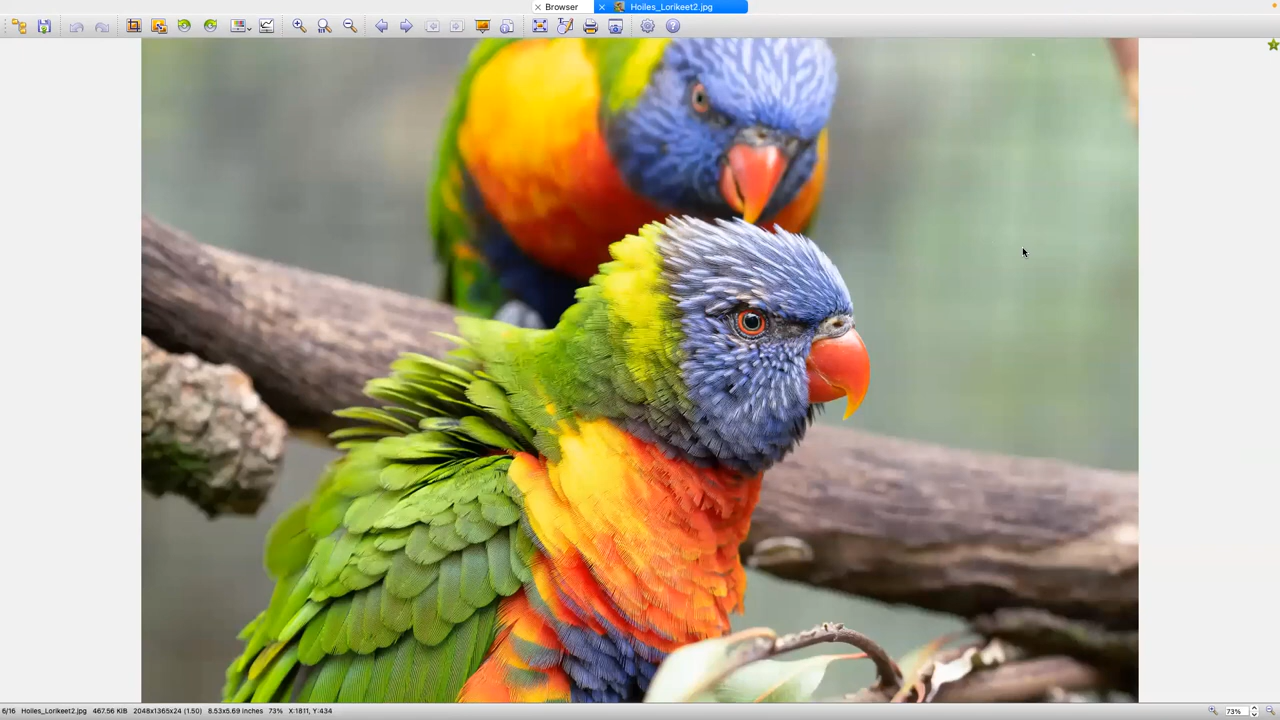 Browser
Hoiles_Lorikeet2.jpg
6/16 Hoiles_Lorikeet2.jpg 467.56 KiB 2048x1365x24 (1.50) 8.53x5.69 inches 73% X:1811, Y:434
73%